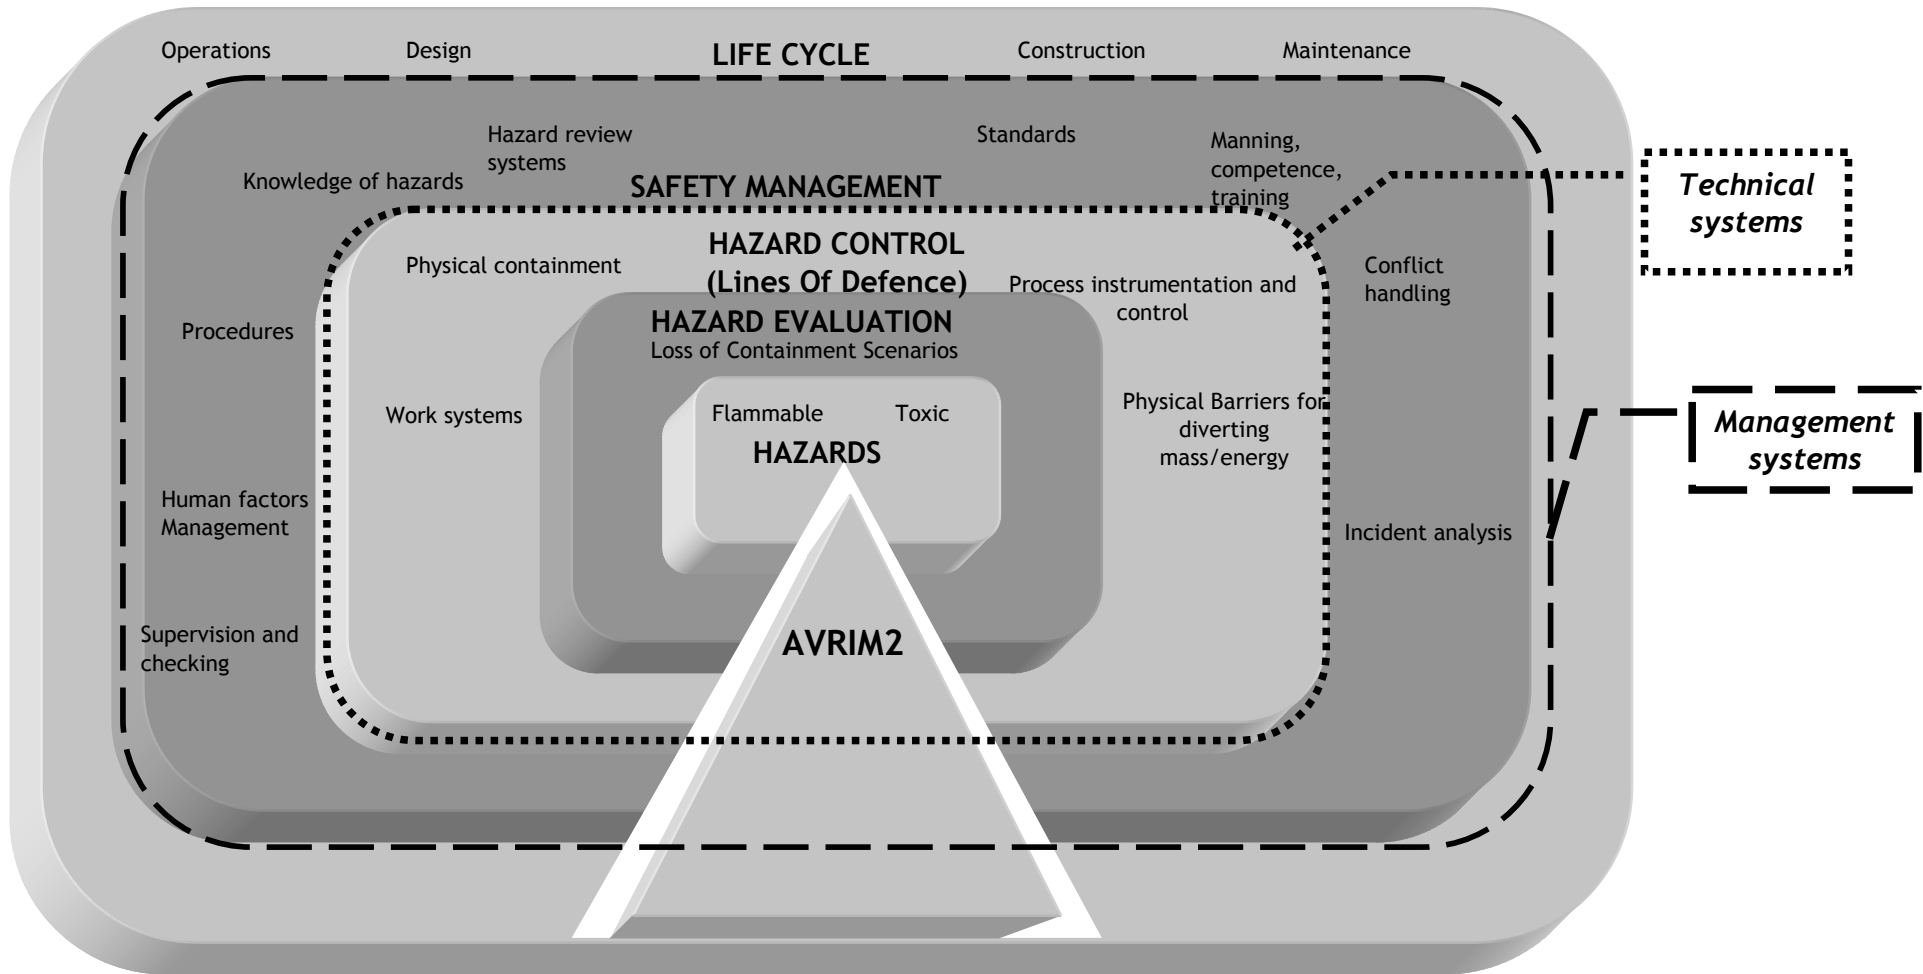 Operations
Design
LIFE CYCLE
Construction
Maintenance
Hazard review
systems
Standards
Manning,
competence,
training
Knowledge of hazards
SAFETY MANAGEMENT
Technical
systems
HAZARD CONTROL
(Lines Of Defence)
Physical containment
Process instrumentation and
control
Conflict
handling
Procedures
HAZARD EVALUATION
Loss of Containment Scenarios
Work systems
Flammable
Toxic
HAZARDS
Physical Barriers for
diverting
mass/energy
Management
systems
Human factors
Management
Incident analysis
Supervision and
checking
AVRIM2